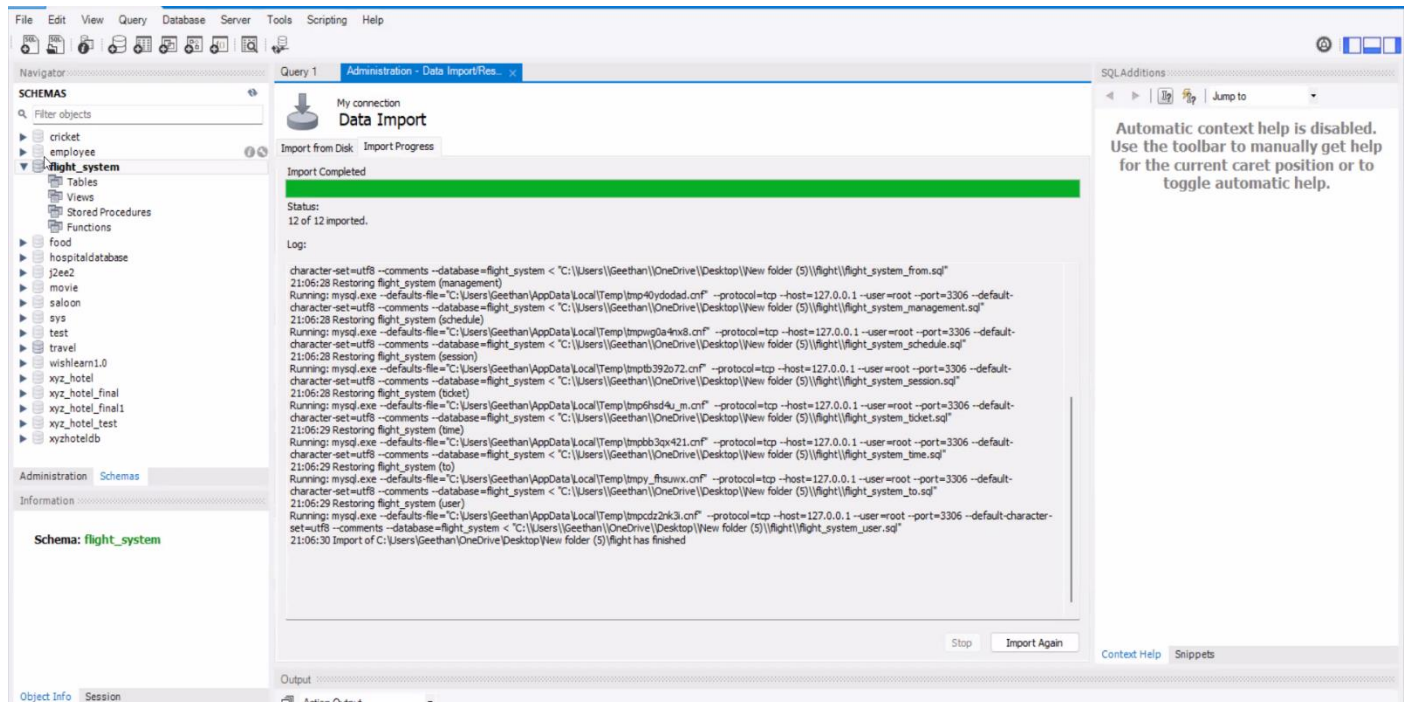 File Edit View Query Database Server Tools Scripting Help
Navigator
SCHEMAS
Filter objects
cricket
employee
flight_system
Tables
Views
Stored Procedures
Functions
food
hospitaldatabase
j2ee2
movie
saloon
sys
test
travel
wishlearn1.0
xyz_hotel
xyz_hotel_final
xyz_hotel_final1
xyz_hotel_test
xyzhoteldb
Administration Schemas
Information
Schema: flight_system
Object Info Session
Query 1 Administration - Data Import/Res...
My connection
Data Import
Import from Disk Import Progress
Import Completed
Status:
12 of 12 imported.
Log:
character-set=utf8 --comments --database=flight_system < "C:\\Users\\Geethan\\OneDrive\\Desktop\\New folder (5)\\flight\\flight_system_from.sql"
21:06:28 Restoring flight_system (management)
Running: mysql.exe --defaults-file="C:\Users\Geethan\AppData\Local\Temp\tmp40ydodad.cnf" --protocol=tcp --host=127.0.0.1 --user=root --port=3306 --default-
character-set=utf8 --comments --database=flight_system < "C:\\Users\\Geethan\\OneDrive\\Desktop\\New folder (5)\\flight\\flight_system_management.sql"
21:06:28 Restoring flight_system (schedule)
Running: mysql.exe --defaults-file="C:\Users\Geethan\AppData\Local\Temp\tmpwg0a4nx8.cnf" --protocol=tcp --host=127.0.0.1 --user=root --port=3306 --default-
character-set=utf8 --comments --database=flight_system < "C:\\Users\\Geethan\\OneDrive\\Desktop\\New folder (5)\\flight\\flight_system_schedule.sql"
21:06:28 Restoring flight_system (session)
Running: mysql.exe --defaults-file="C:\Users\Geethan\AppData\Local\Temp\tmptb392o72.cnf" --protocol=tcp --host=127.0.0.1 --user=root --port=3306 --default-
character-set=utf8 --comments --database=flight_system < "C:\\Users\\Geethan\\OneDrive\\Desktop\\New folder (5)\\flight\\flight_system_session.sql"
21:06:28 Restoring flight_system (ticket)
Running: mysql.exe --defaults-file="C:\Users\Geethan\AppData\Local\Temp\tmp6hsd4u_m.cnf" --protocol=tcp --host=127.0.0.1 --user=root --port=3306 --default-
character-set=utf8 --comments --database=flight_system < "C:\\Users\\Geethan\\OneDrive\\Desktop\\New folder (5)\\flight\\flight_system_ticket.sql"
21:06:29 Restoring flight_system (time)
Running: mysql.exe --defaults-file="C:\Users\Geethan\AppData\Local\Temp\tmpbb3qx421.cnf" --protocol=tcp --host=127.0.0.1 --user=root --port=3306 --default-
character-set=utf8 --comments --database=flight_system < "C:\\Users\\Geethan\\OneDrive\\Desktop\\New folder (5)\\flight\\flight_system_time.sql"
21:06:29 Restoring flight_system (to)
Running: mysql.exe --defaults-file="C:\Users\Geethan\AppData\Local\Temp\tmpy_fhsuwx.cnf" --protocol=tcp --host=127.0.0.1 --user=root --port=3306 --default-
character-set=utf8 --comments --database=flight_system < "C:\\Users\\Geethan\\OneDrive\\Desktop\\New folder (5)\\flight\\flight_system_to.sql"
21:06:29 Restoring flight_system (user)
Running: mysql.exe --defaults-file="C:\Users\Geethan\AppData\Local\Temp\tmpcdz2nk3i.cnf" --protocol=tcp --host=127.0.0.1 --user=root --port=3306 --default-character-
set=utf8 --comments --database=flight_system < "C:\\Users\\Geethan\\OneDrive\\Desktop\\New folder (5)\\flight\\flight_system_user.sql"
21:06:30 Import of C:\Users\Geethan\OneDrive\Desktop\New folder (5)\flight has finished
Stop Import Again
Output
Action Output
SQLAdditions
Jump to
Automatic context help is disabled.
Use the toolbar to manually get help
for the current caret position or to
toggle automatic help.
Context Help Snippets